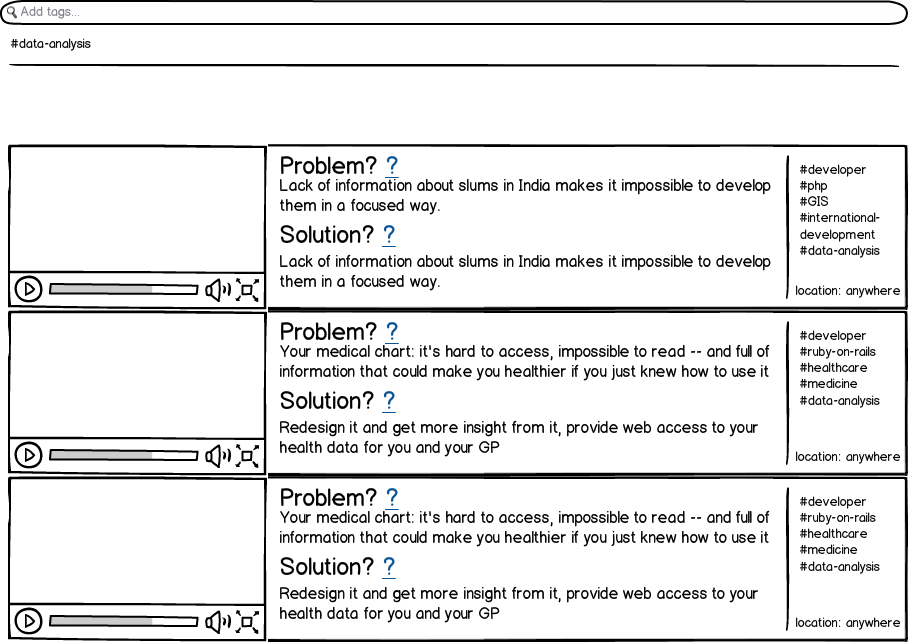 Add tags...
#data-analysis
Problem? ?
Lack of information about slums in India makes it impossible to develop
them in a focused way.
Solution? ?
Lack of information about slums in India makes it impossible to develop
them in a focused way.
#developer
#php
#GIS
#international-
development
#data-analysis
location: anywhere
Problem? ?
Your medical chart: it's hard to access, impossible to read -- and full of
information that could make you healthier if you just knew how to use it
Solution? ?
Redesign it and get more insight from it, provide web access to your
health data for you and your GP
#developer
#ruby-on-rails
#healthcare
#medicine
#data-analysis
location: anywhere
Problem? ?
Your medical chart: it's hard to access, impossible to read -- and full of
information that could make you healthier if you just knew how to use it
Solution? ?
Redesign it and get more insight from it, provide web access to your
health data for you and your GP
#developer
#ruby-on-rails
#healthcare
#medicine
#data-analysis
location: anywhere